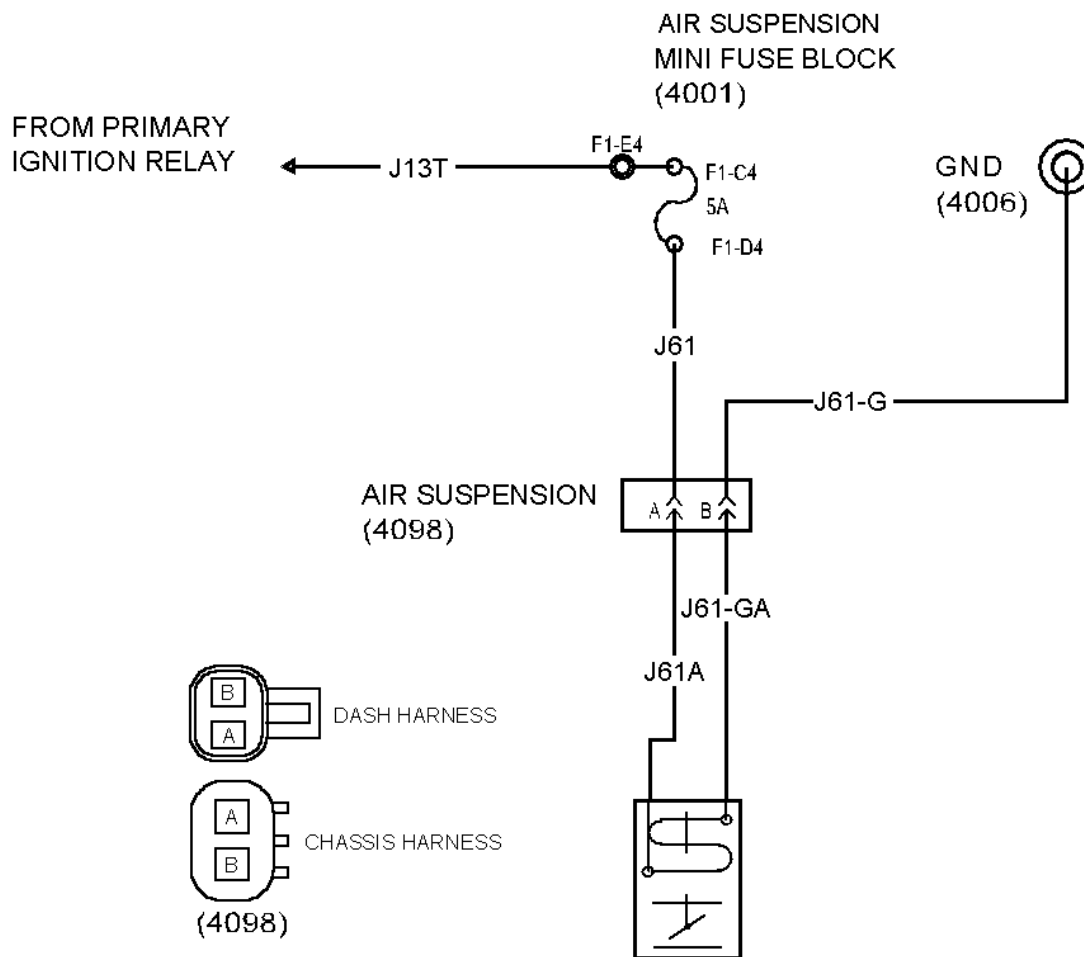 AIR SUSPENSION
MINI FUSE BLOCK
(4001)
FROM PRIMARY
IGNITION RELAY
J13T
F1-E4
F1-C4
5A
F1-D4
GND
(4006)
J61
J61-G
AIR SUSPENSION
(4098)
A
B
J61-GA
J61A
B
A
DASH HARNESS
A
B
CHASSIS HARNESS
(4098)